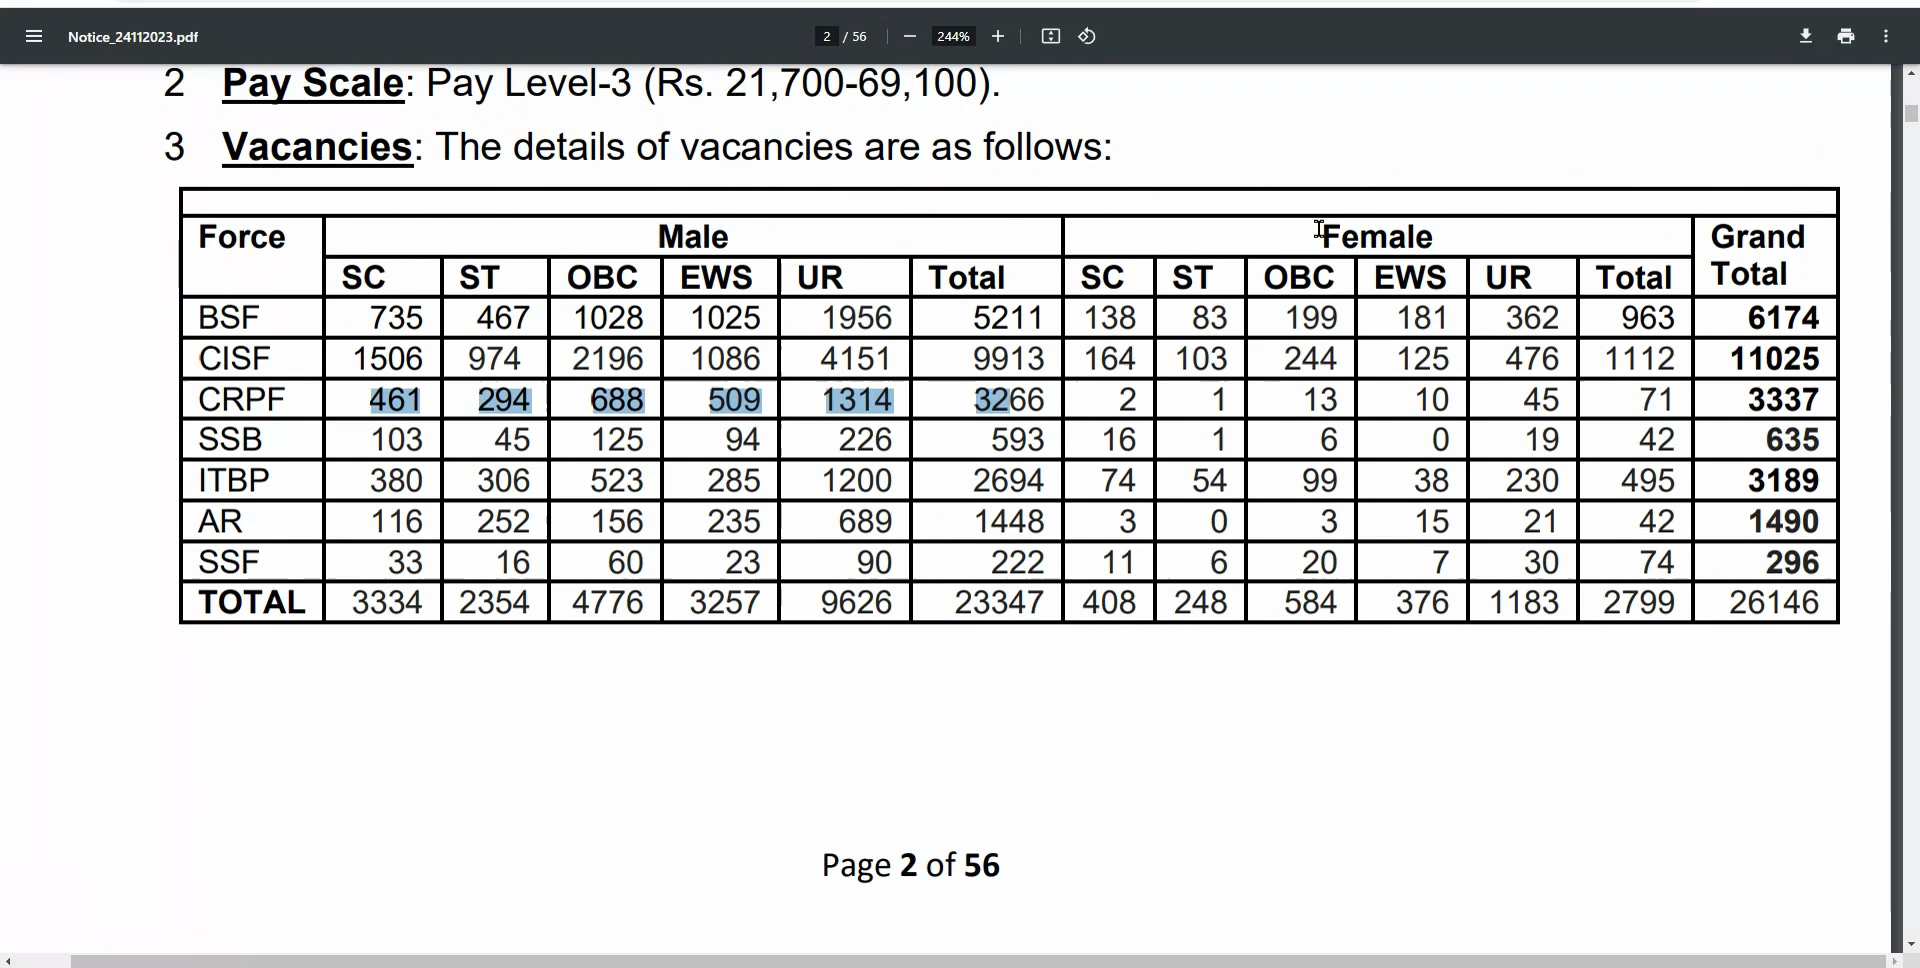 Notice_24112023.pdf
2 / 56
244%
2 Pay Scale: Pay Level-3 (Rs. 21,700-69,100).
3 Vacancies: The details of vacancies are as follows:
Force Male Female Grand Total
SC ST OBC EWS UR Total SC ST OBC EWS UR Total
BSF 735 467 1028 1025 1956 5211 138 83 199 181 362 963 6174
CISF 1506 974 2196 1086 4151 9913 164 103 244 125 476 1112 11025
CRPF 461 294 688 509 1314 3266 2 1 13 10 45 71 3337
SSB 103 45 125 94 226 593 16 1 6 0 19 42 635
ITBP 380 306 523 285 1200 2694 74 54 99 38 230 495 3189
AR 116 252 156 235 689 1448 3 0 3 15 21 42 1490
SSF 33 16 60 23 90 222 11 6 20 7 30 74 296
TOTAL 3334 2354 4776 3257 9626 23347 408 248 584 376 1183 2799 26146
Page 2 of 56